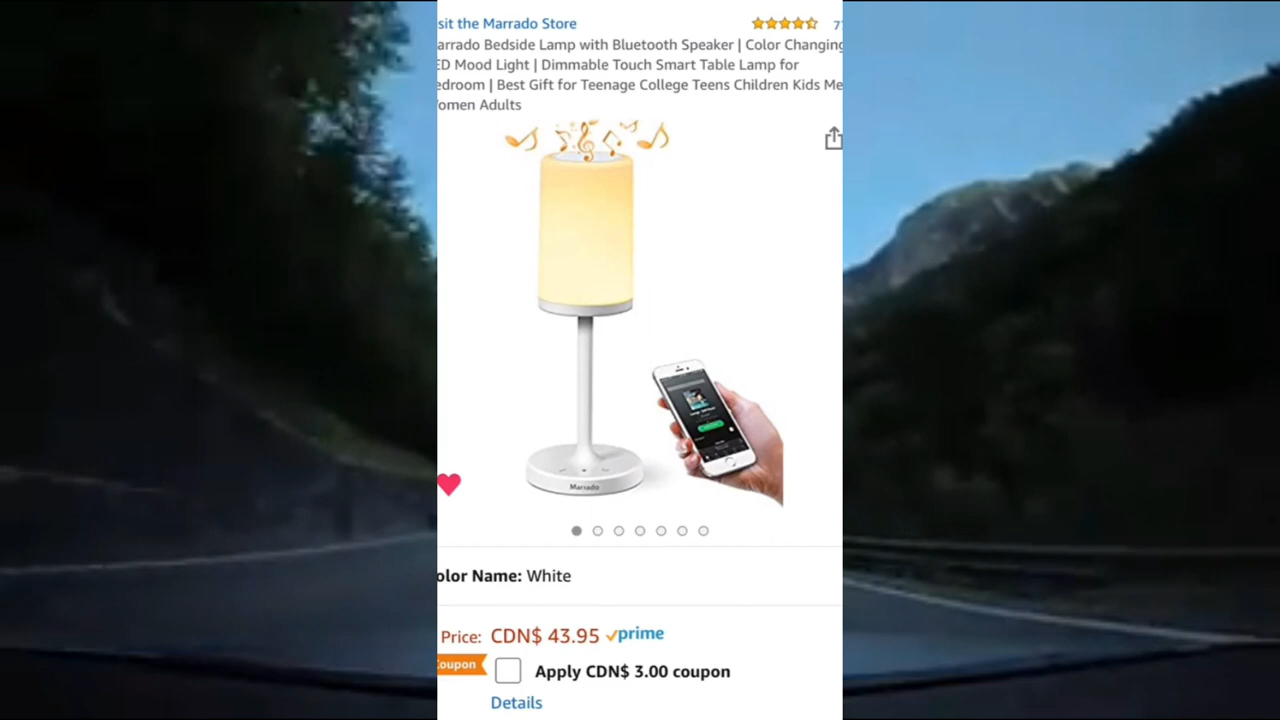 sit the Marrado Store
7
arrado Bedside Lamp with Bluetooth Speaker | Color Changing
ED Mood Light | Dimmable Touch Smart Table Lamp for
edroom | Best Gift for Teenage College Teens Children Kids Me
omen Adults
Marrado
olor Name: White
Price: CDN$ 43.95 prime
oupon Apply CDN$ 3.00 coupon
Details